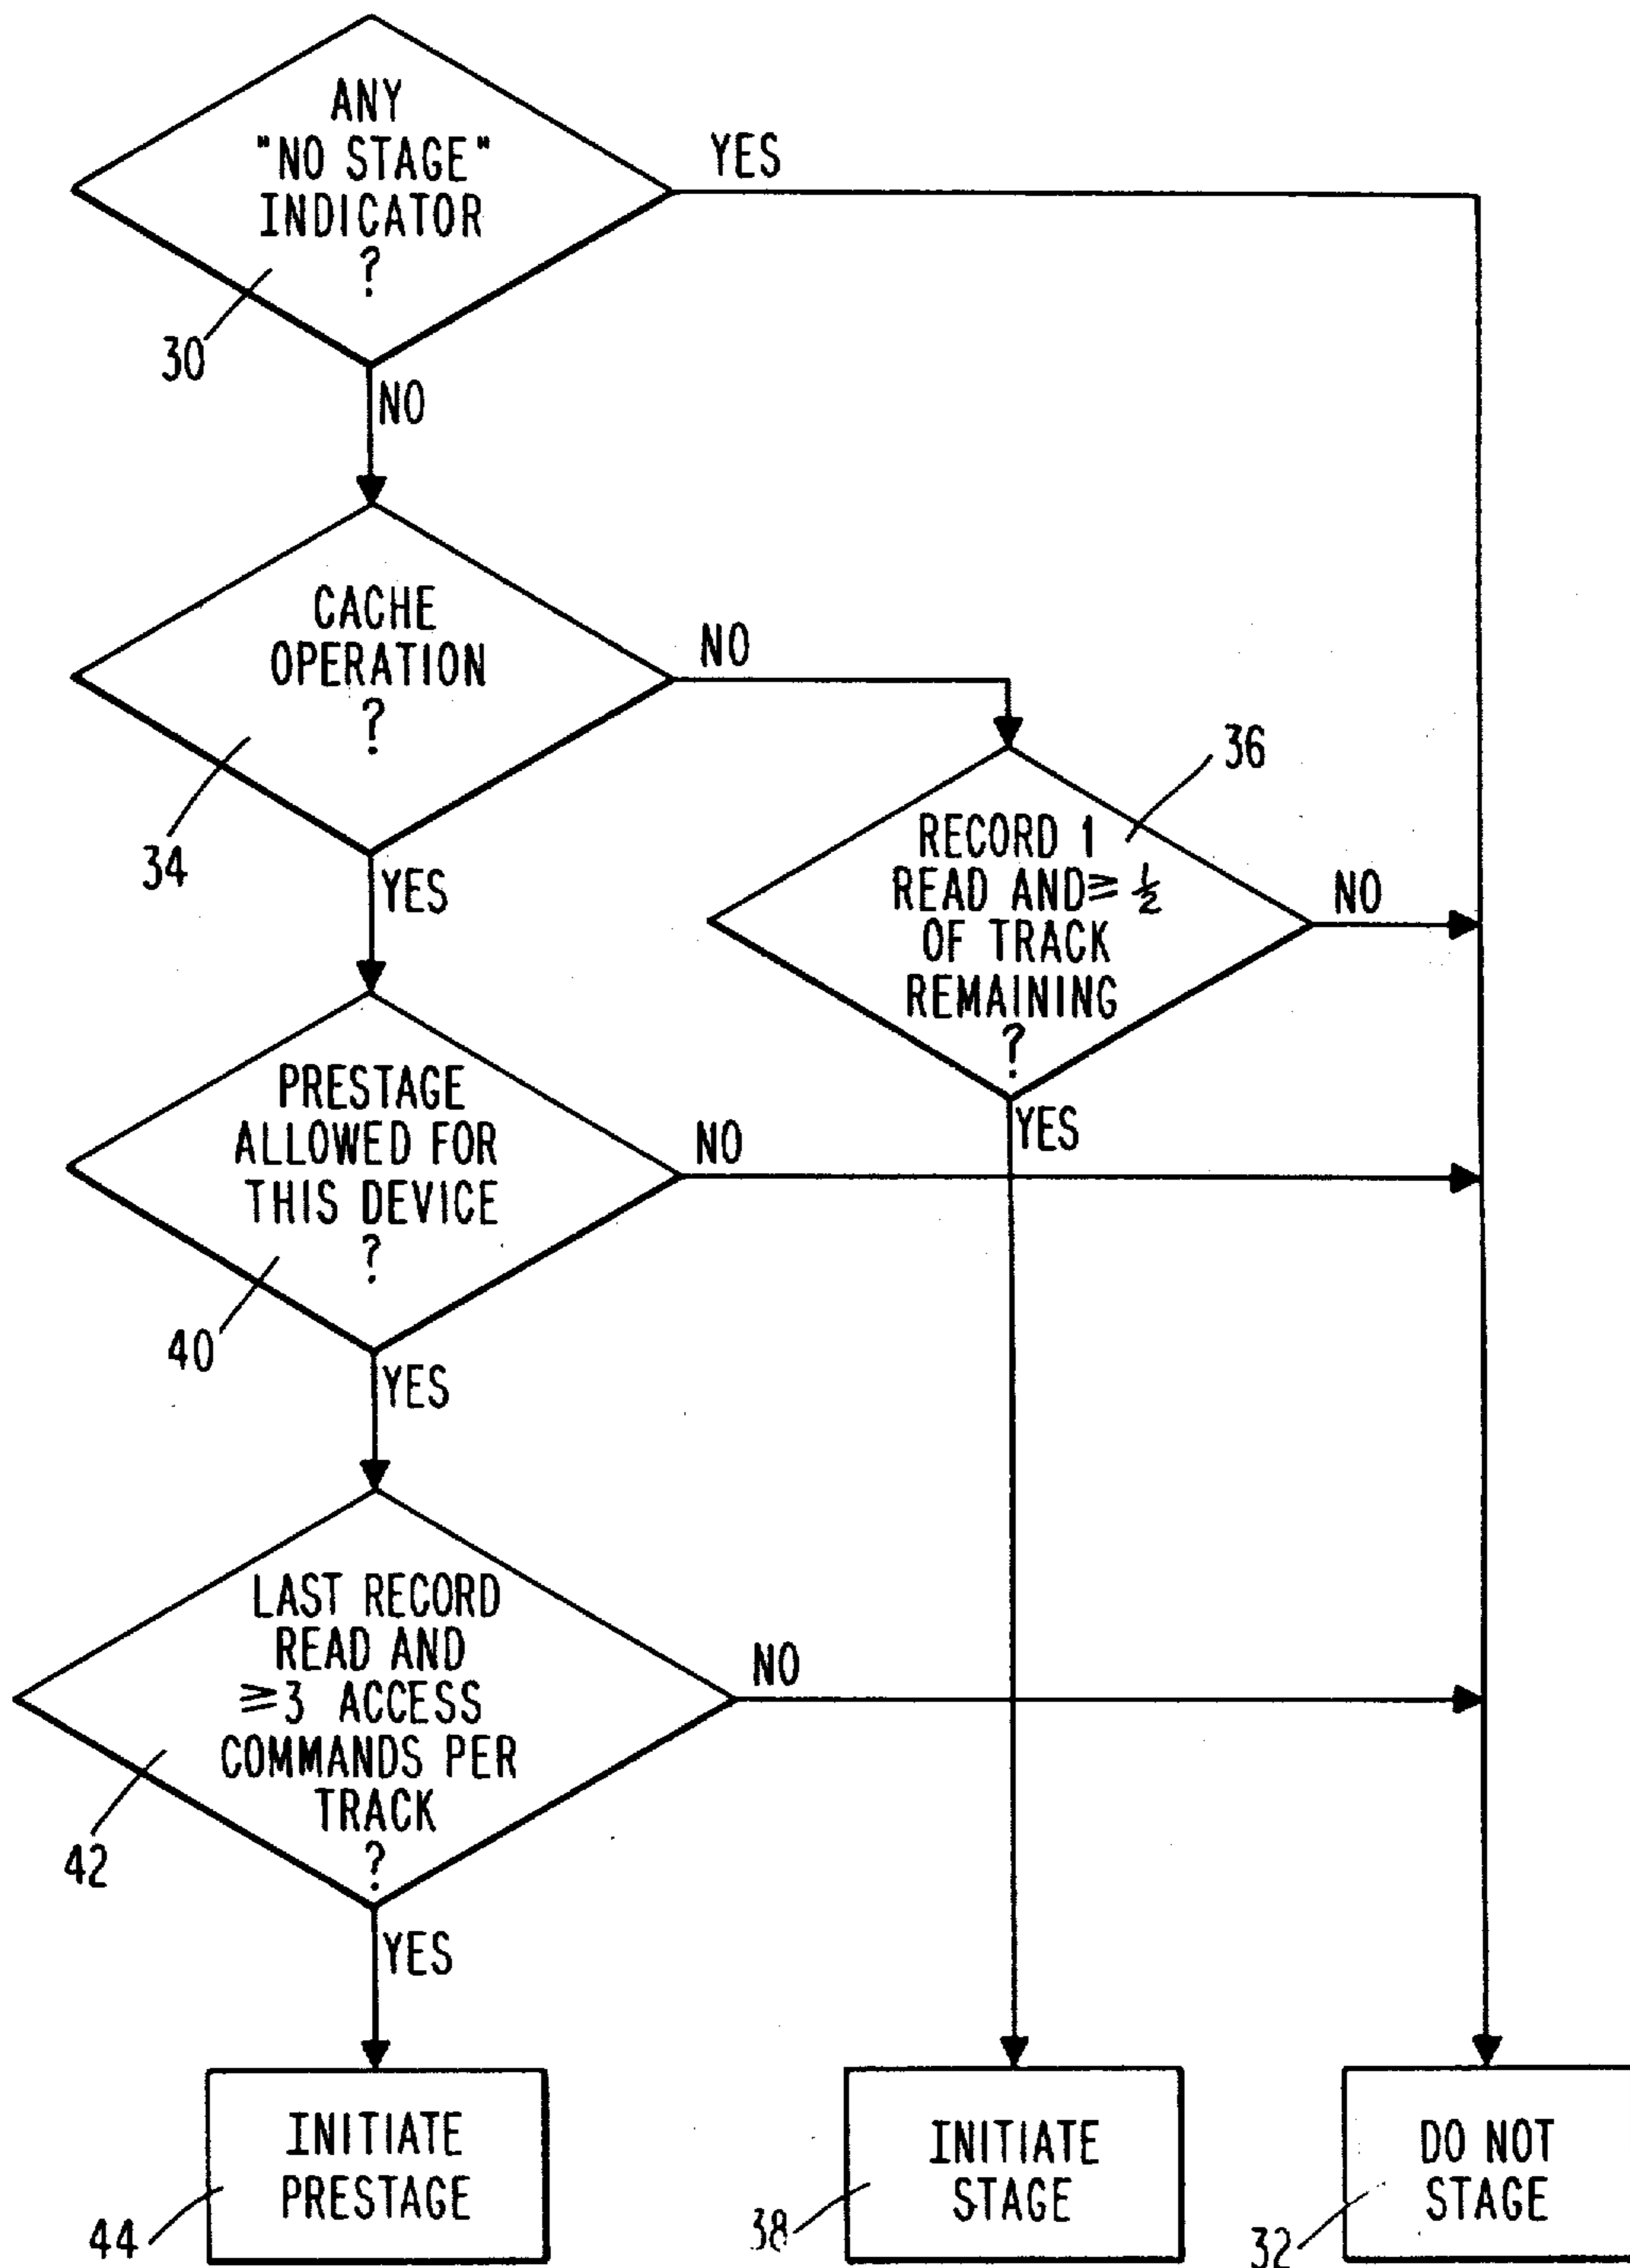 ANY
"NO STAGE"
INDICATOR
?
YES
30
NO
CACHE
OPERATION
?
NO
34
YES
36
RECORD 1
READ AND ≥ ½
OF TRACK
REMAINING
?
NO
YES
PRESTAGE
ALLOWED FOR
THIS DEVICE
?
NO
40
YES
LAST RECORD
READ AND
≥3 ACCESS
COMMANDS PER
TRACK
?
NO
42
YES
INITIATE
PRESTAGE
44
INITIATE
STAGE
38
DO NOT
STAGE
32